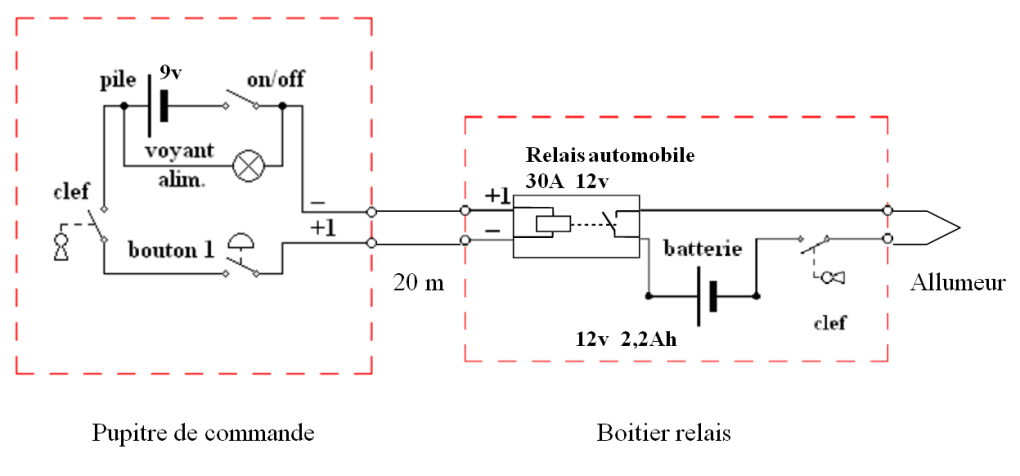 pile 9v on/off
voyant
alim.
clef
bouton 1
–
+1
20 m
Relais automobile
30A 12v
+1
–
batterie
12v 2,2Ah
clef
Allumeur
Pupitre de commande
Boitier relais